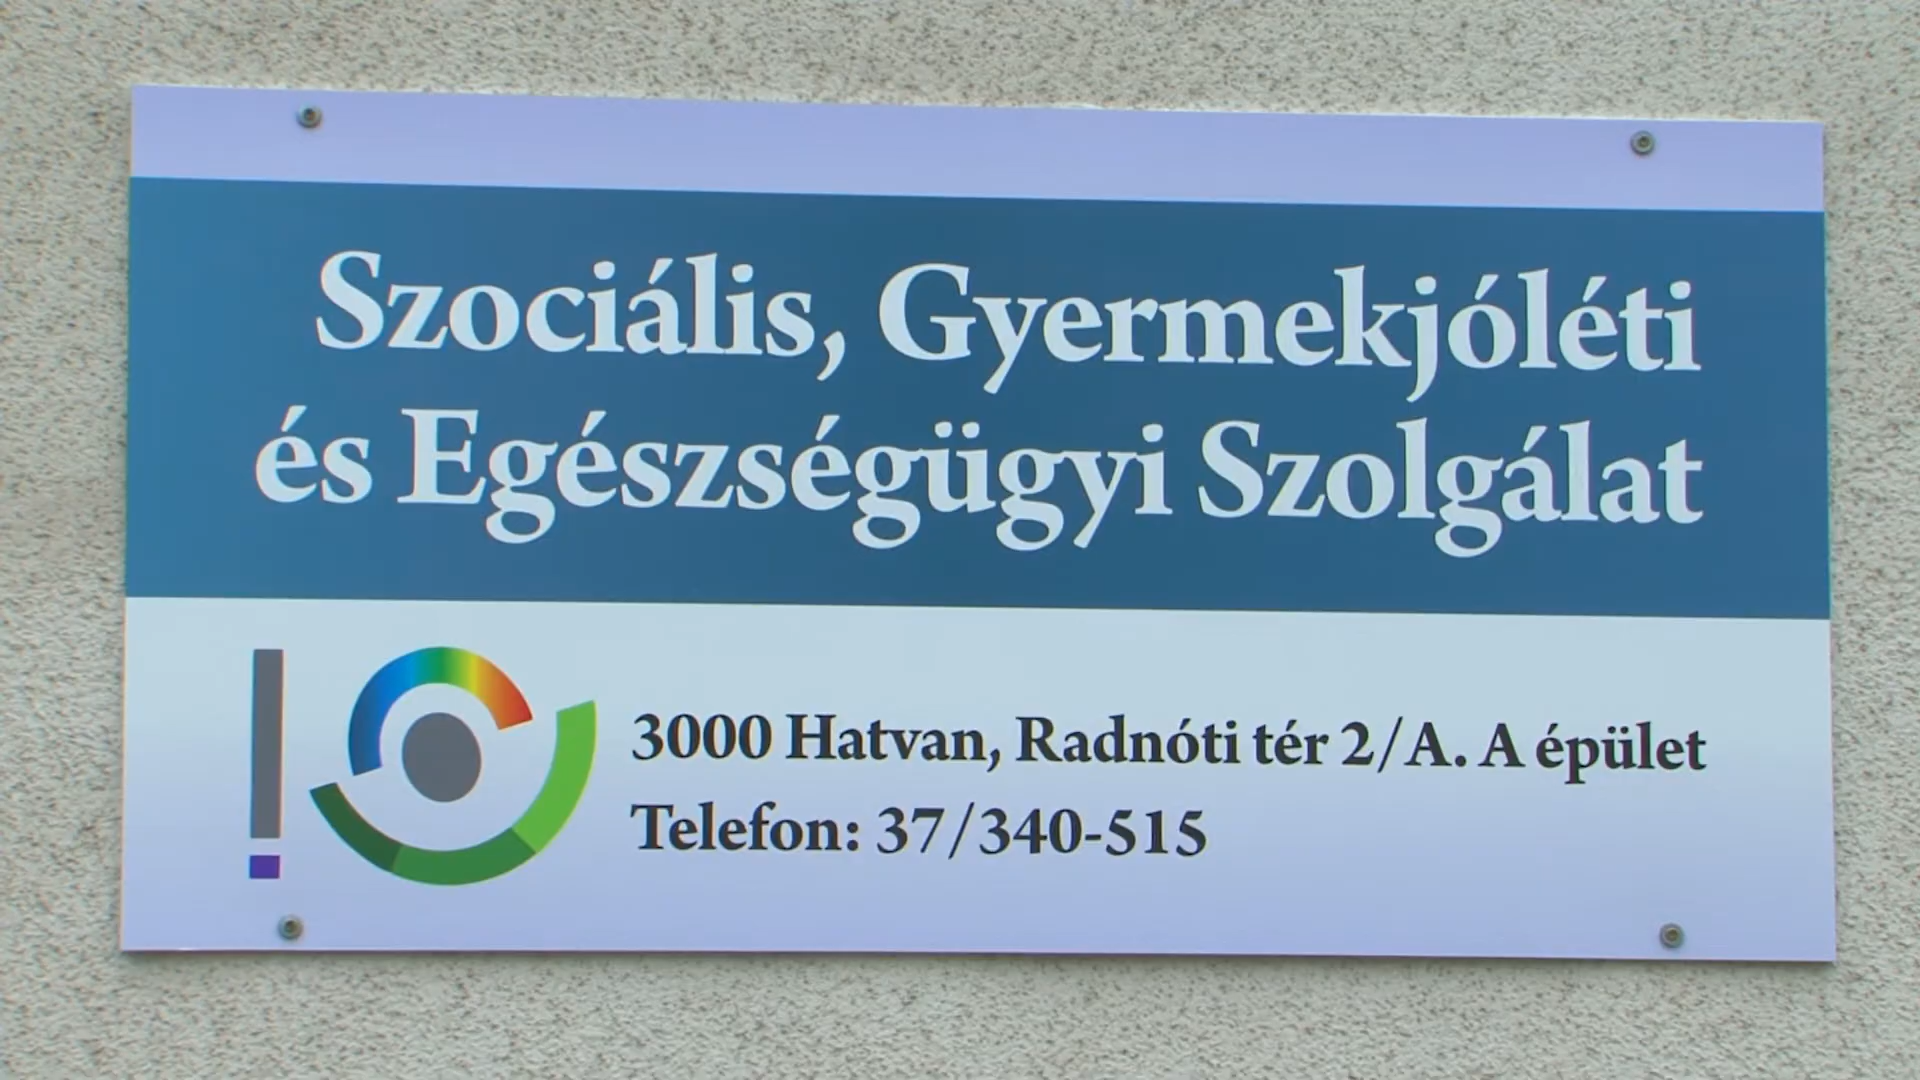 Szociális, Gyermekjóléti
és Egészségügyi Szolgálat
3000 Hatvan, Radnóti tér 2/A. A épület
Telefon: 37/340-515